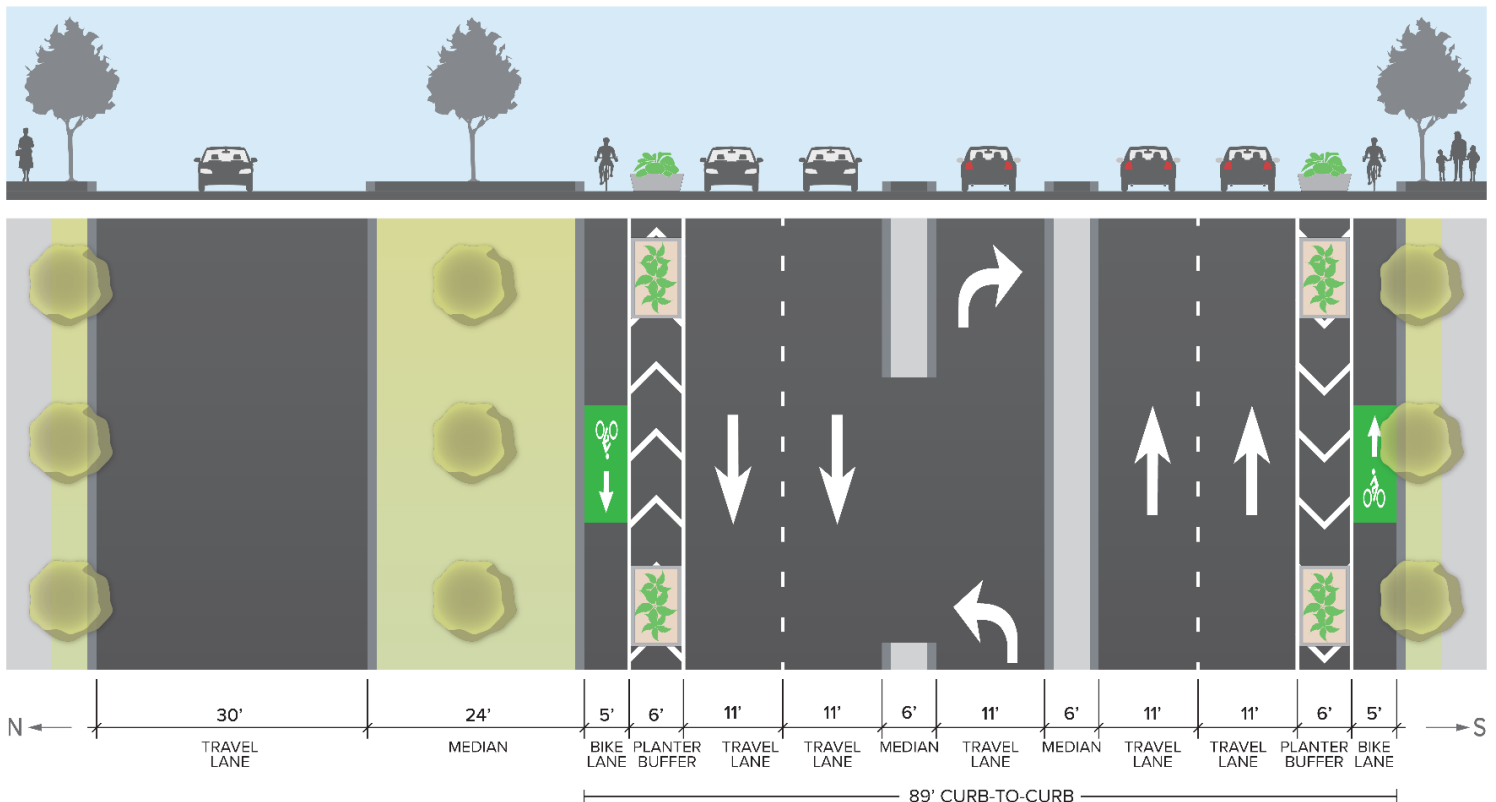 30' 24' 5' 6' 11' 11' 6' 11' 6' 11' 11' 6' 5'
N S
TRAVEL LANE
MEDIAN
BIKE LANE
PLANTER BUFFER
TRAVEL LANE
TRAVEL LANE
MEDIAN
TRAVEL LANE
MEDIAN
TRAVEL LANE
TRAVEL LANE
PLANTER BUFFER
BIKE LANE
89' CURB-TO-CURB